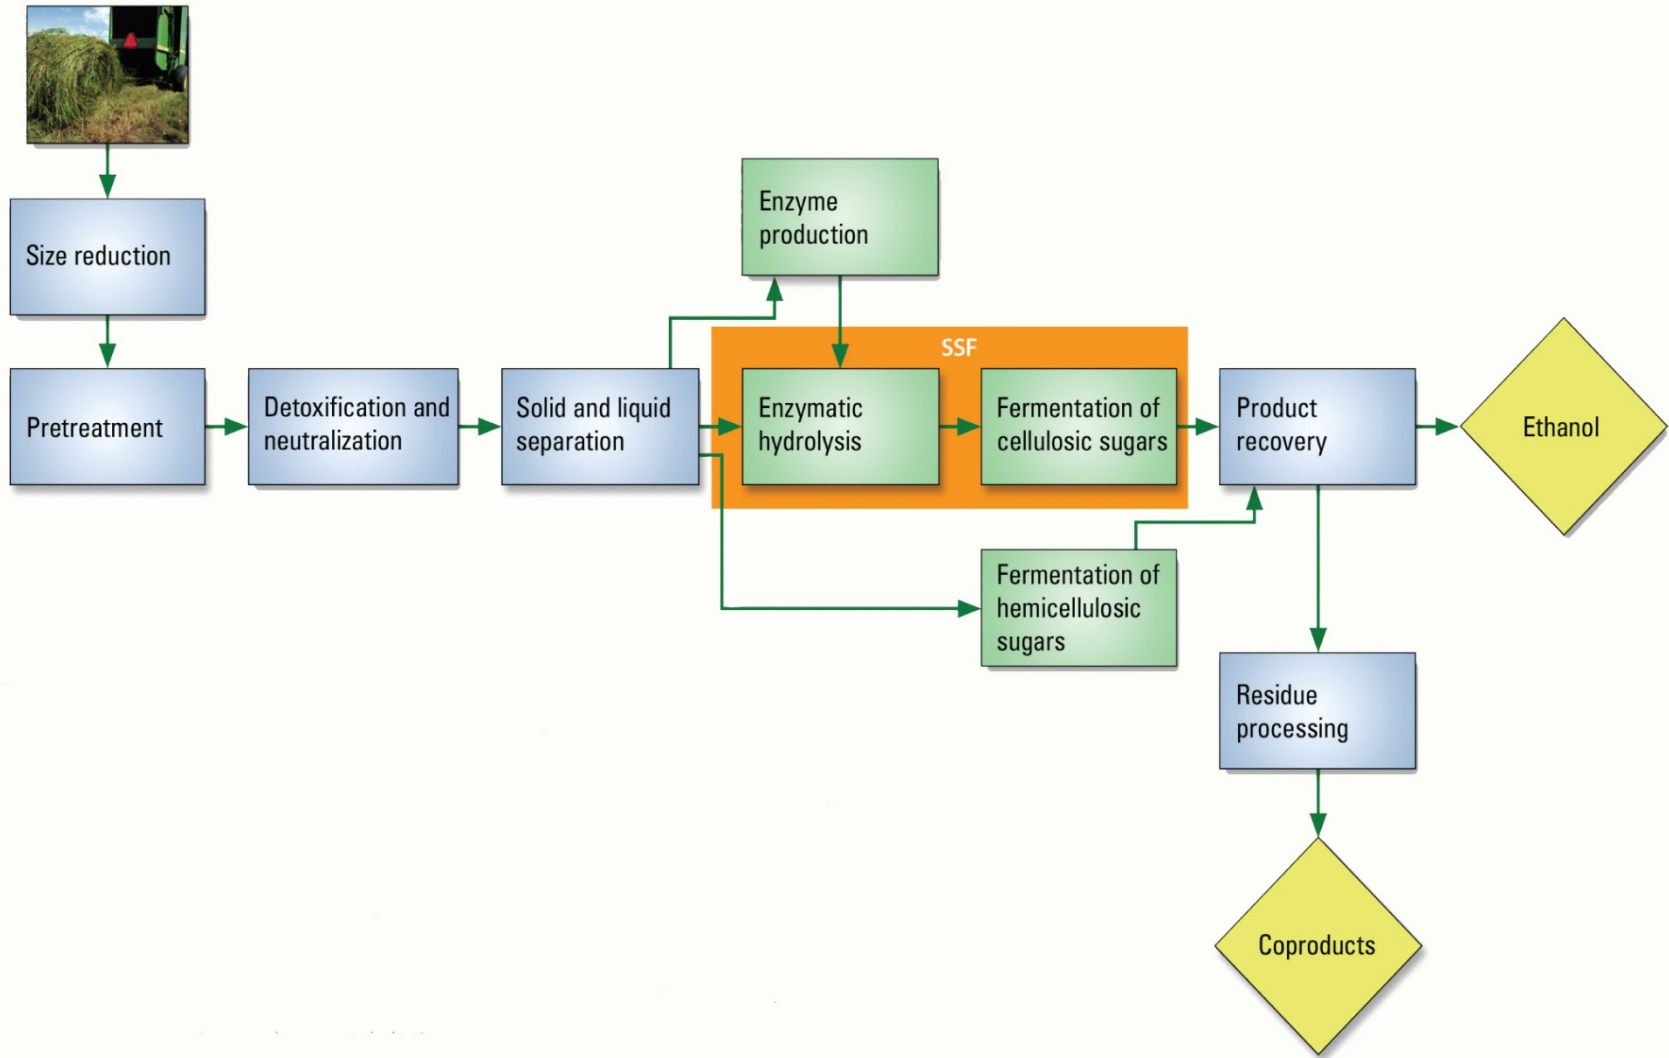 Size reduction
Pretreatment
Detoxification and
neutralization
Solid and liquid
separation
Enzyme
production
SSF
Enzymatic
hydrolysis
Fermentation of
cellulosic sugars
Fermentation of
hemicellulosic
sugars
Product
recovery
Ethanol
Residue
processing
Coproducts